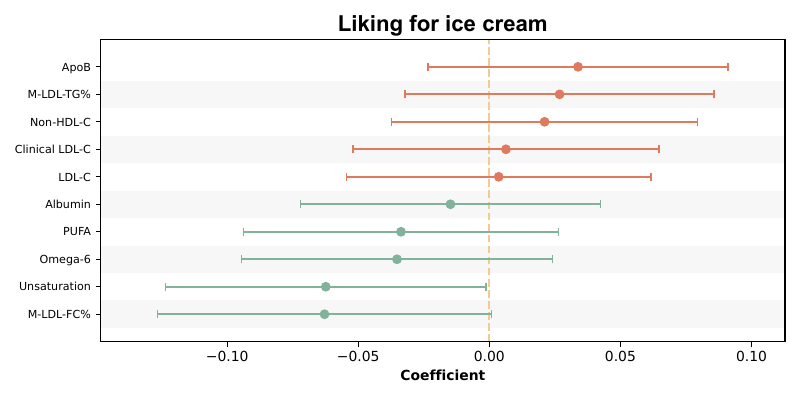 Liking for ice cream
ApoB
M-LDL-TG%
Non-HDL-C
Clinical LDL-C
LDL-C
Albumin
PUFA
Omega-6
Unsaturation
M-LDL-FC%
−0.10 −0.05 0.00 0.05 0.10
Coefficient